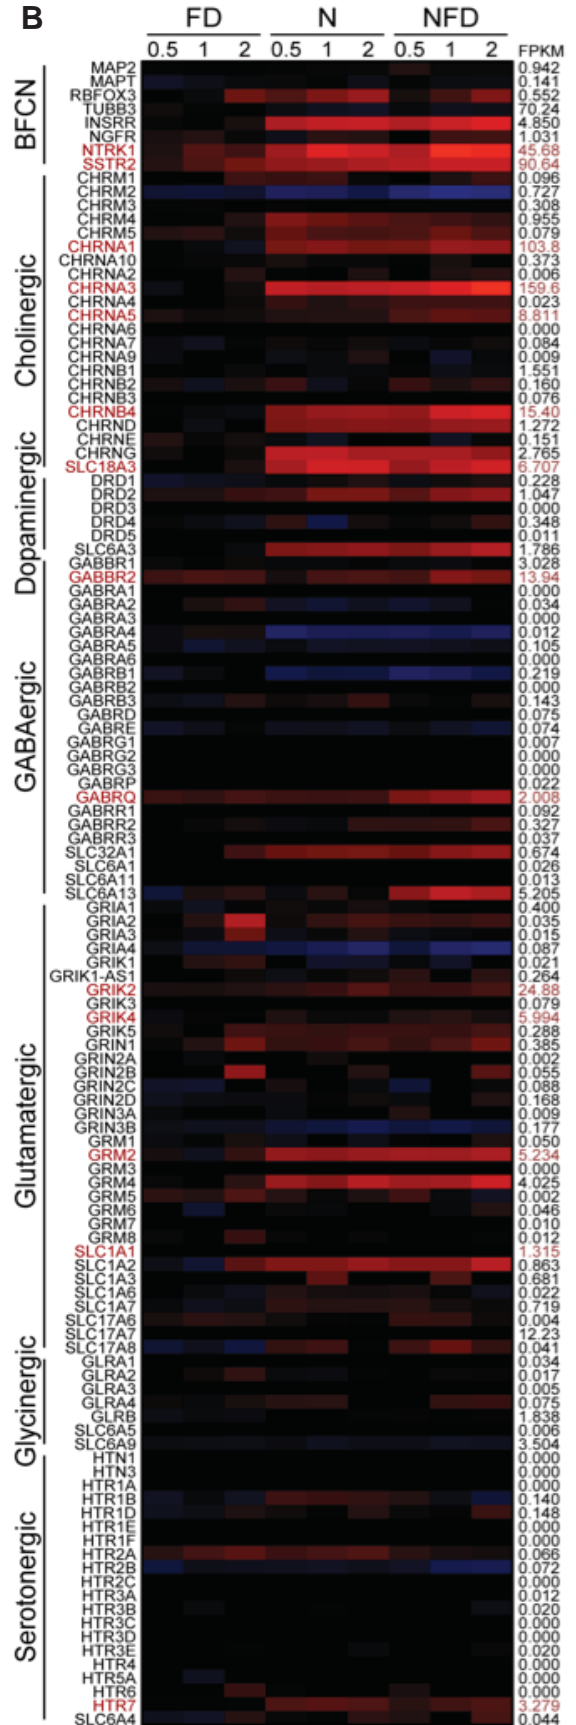 B
FD N NFD
0.5 1 2 0.5 1 2 0.5 1 2 FPKM
BFCN
MAP2 0.942
MAPT 0.141
RBFOX3 0.552
TUBB3 70.24
INSRR 4.850
NGFR 1.031
NTRK1 45.68
SSTR2 90.64
Cholinergic
CHRM1 0.096
CHRM2 0.727
CHRM3 0.308
CHRM4 0.955
CHRM5 0.079
CHRNA1 103.8
CHRNA10 0.373
CHRNA2 0.006
CHRNA3 159.6
CHRNA4 0.023
CHRNA5 8.811
CHRNA6 0.000
CHRNA7 0.084
CHRNA9 0.009
CHRNB1 1.551
CHRNB2 0.160
CHRNB3 0.076
CHRNB4 15.40
CHRND 1.272
CHRNE 0.151
CHRNG 2.765
SLC18A3 6.707
Dopaminergic
DRD1 0.228
DRD2 1.047
DRD3 0.000
DRD4 0.348
DRD5 0.011
SLC6A3 1.786
GABAergic
GABBR1 3.028
GABBR2 13.94
GABRA1 0.000
GABRA2 0.034
GABRA3 0.000
GABRA4 0.012
GABRA5 0.105
GABRA6 0.000
GABRB1 0.219
GABRB2 0.000
GABRB3 0.143
GABRD 0.075
GABRE 0.074
GABRG1 0.007
GABRG2 0.000
GABRG3 0.000
GABRP 0.022
GABRQ 2.008
GABRR1 0.092
GABRR2 0.327
GABRR3 0.037
SLC32A1 0.674
SLC6A1 0.026
SLC6A11 0.013
SLC6A13 5.205
Glutamatergic
GRIA1 0.400
GRIA2 0.035
GRIA3 0.015
GRIA4 0.087
GRIK1 0.021
GRIK1-AS1 0.264
GRIK2 24.88
GRIK3 0.079
GRIK4 5.994
GRIK5 0.288
GRIN1 0.385
GRIN2A 0.002
GRIN2B 0.055
GRIN2C 0.088
GRIN2D 0.168
GRIN3A 0.009
GRIN3B 0.177
GRM1 0.050
GRM2 5.234
GRM3 0.000
GRM4 4.025
GRM5 0.002
GRM6 0.046
GRM7 0.010
GRM8 0.012
SLC1A1 1.315
SLC1A2 0.863
SLC1A3 0.681
SLC1A6 0.022
SLC1A7 0.719
SLC17A6 0.004
SLC17A7 12.23
SLC17A8 0.041
Glycinergic
GLRA1 0.034
GLRA2 0.017
GLRA3 0.005
GLRA4 0.075
GLRB 1.838
SLC6A5 0.006
SLC6A9 3.504
Serotonergic
HTN1 0.000
HTN3 0.000
HTR1A 0.000
HTR1B 0.140
HTR1D 0.148
HTR1E 0.000
HTR1F 0.000
HTR2A 0.066
HTR2B 0.072
HTR2C 0.000
HTR3A 0.012
HTR3B 0.020
HTR3C 0.000
HTR3D 0.000
HTR3E 0.020
HTR4 0.000
HTR5A 0.000
HTR6 0.000
HTR7 3.279
SLC6A4 0.044